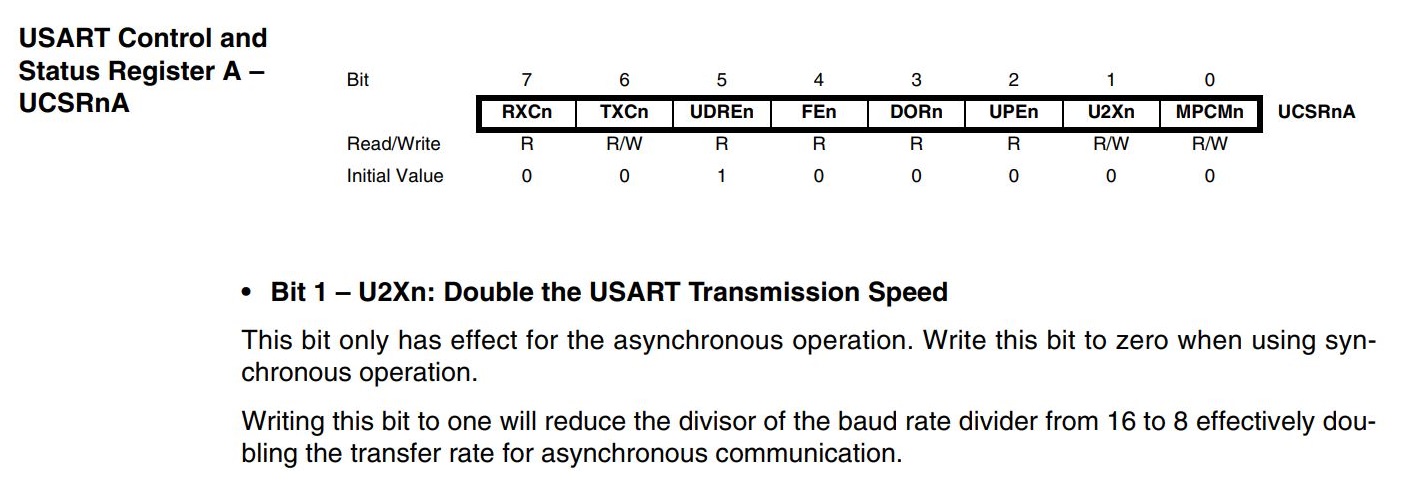 USART Control and
Status Register A –
UCSRnA
Bit 7 6 5 4 3 2 1 0
RXCn TXCn UDREn FEn DORn UPEn U2Xn MPCMn UCSRnA
Read/Write R R/W R R R R R/W R/W
Initial Value 0 0 1 0 0 0 0 0
• Bit 1 – U2Xn: Double the USART Transmission Speed
This bit only has effect for the asynchronous operation. Write this bit to zero when using syn-
chronous operation.
Writing this bit to one will reduce the divisor of the baud rate divider from 16 to 8 effectively dou-
bling the transfer rate for asynchronous communication.